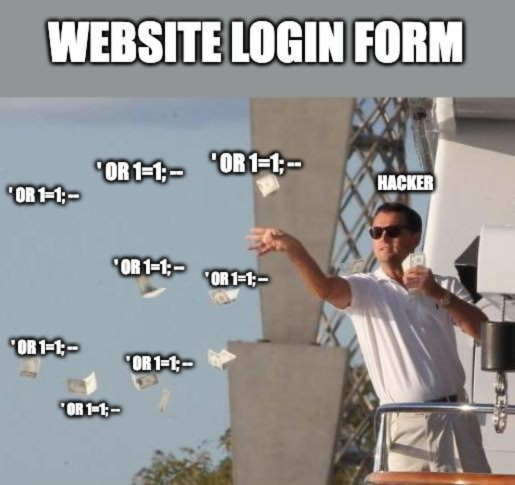 WEBSITE LOGIN FORM
' OR 1=1; --
' OR 1=1; --
' OR 1=1; --
HACKER
' OR 1=1; --
' OR 1=1; --
' OR 1=1; --
' OR 1=1; --
' OR 1=1; --